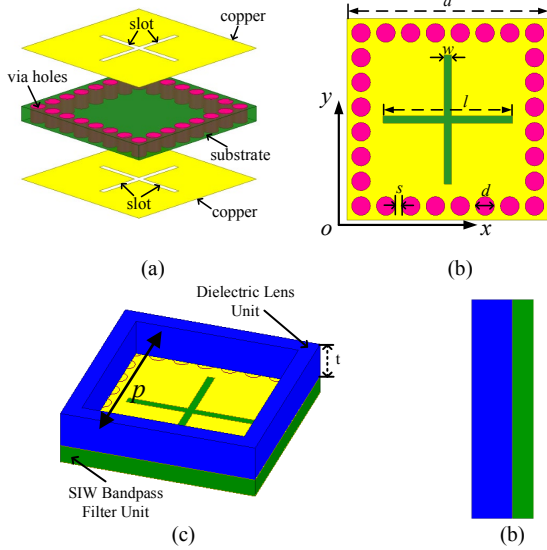 slot
copper
via holes
substrate
slot
copper
(a)
a
w
l
y
s
d
o
x
(b)
Dielectric Lens
Unit
t
p
SIW Bandpass
Filter Unit
(c)
(b)